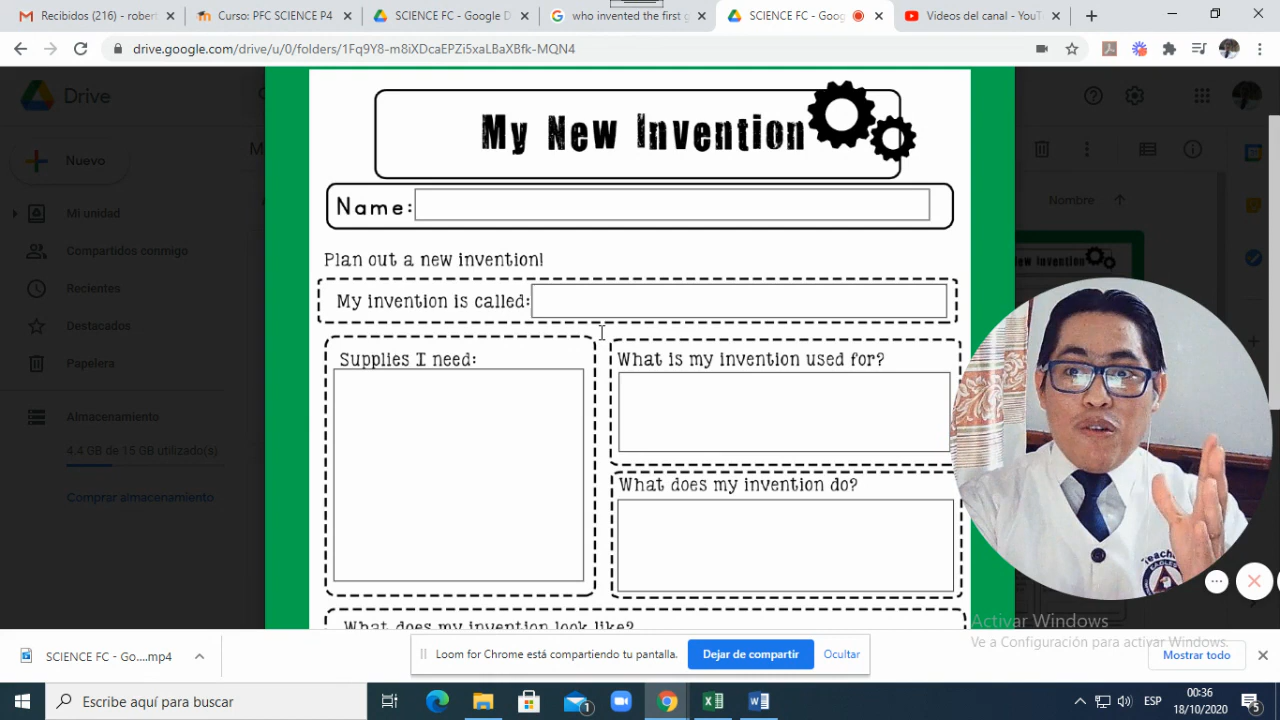 Recibidos (216) - robert
Curso: PFC SCIENCE P4
SCIENCE FC - Google D
who invented the first g
SCIENCE FC - Goog
Videos del canal - YouT
drive.google.com/drive/u/0/folders/1Fq9Y8-m8iXDcaEPZi5xaLBaXBfk-MQN4
Drive
Nuevo
M
Mi unidad
Nombre
Compartidos conmigo
Recientes
Destacados
Papelera
Almacenamiento
4.4 GB de 15 GB utilizado(s)
Comprar almacenamiento
My New Invention
Name:
Plan out a new invention!
My invention is called:
Supplies I need:
What is my invention used for?
What does my invention do?
What does my invention look like?
New Invention
Teache
EAGLES
Activar Windows
Ve a Configuración para activar Windows.
SCIENCE FC - Go....mp4
Loom for Chrome está compartiendo tu pantalla.
Dejar de compartir
Ocultar
Mostrar todo
Escribe aquí para buscar
1
ESP
00:36
18/10/2020
5